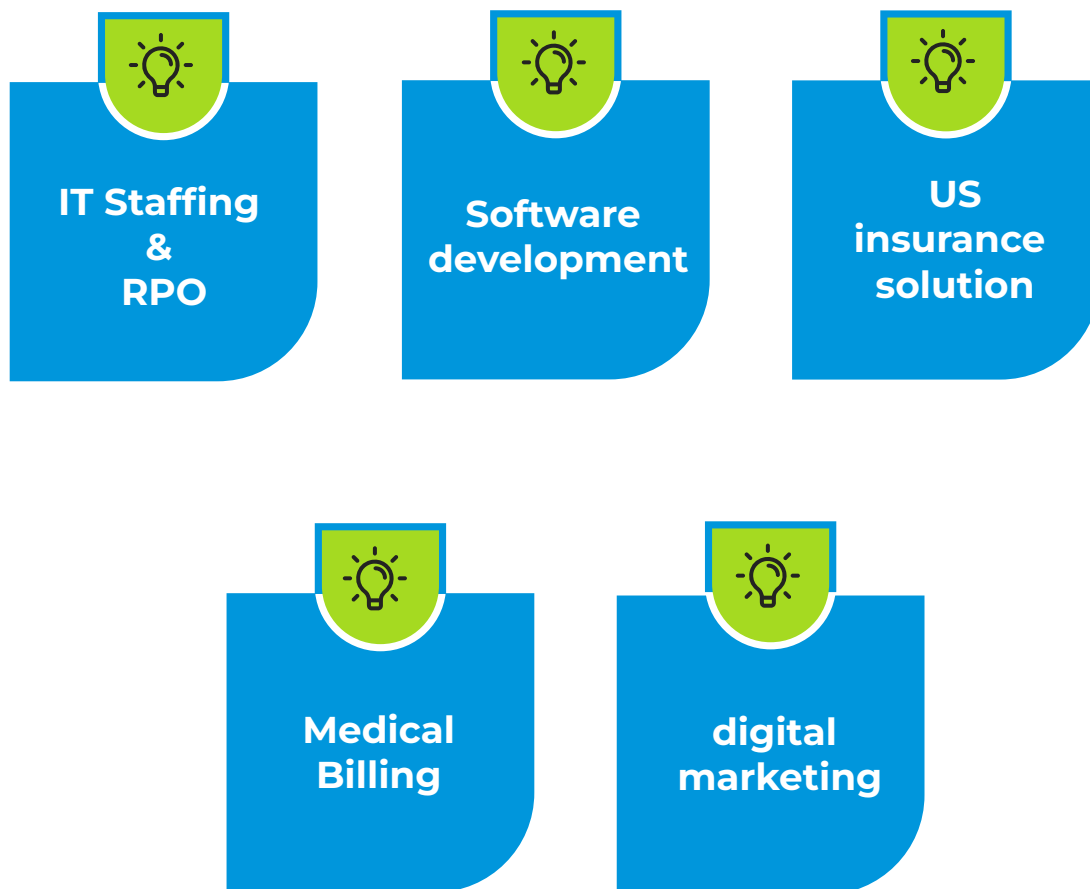 IT Staffing
&
RPO
Software
development
US
insurance
solution
Medical
Billing
digital
marketing